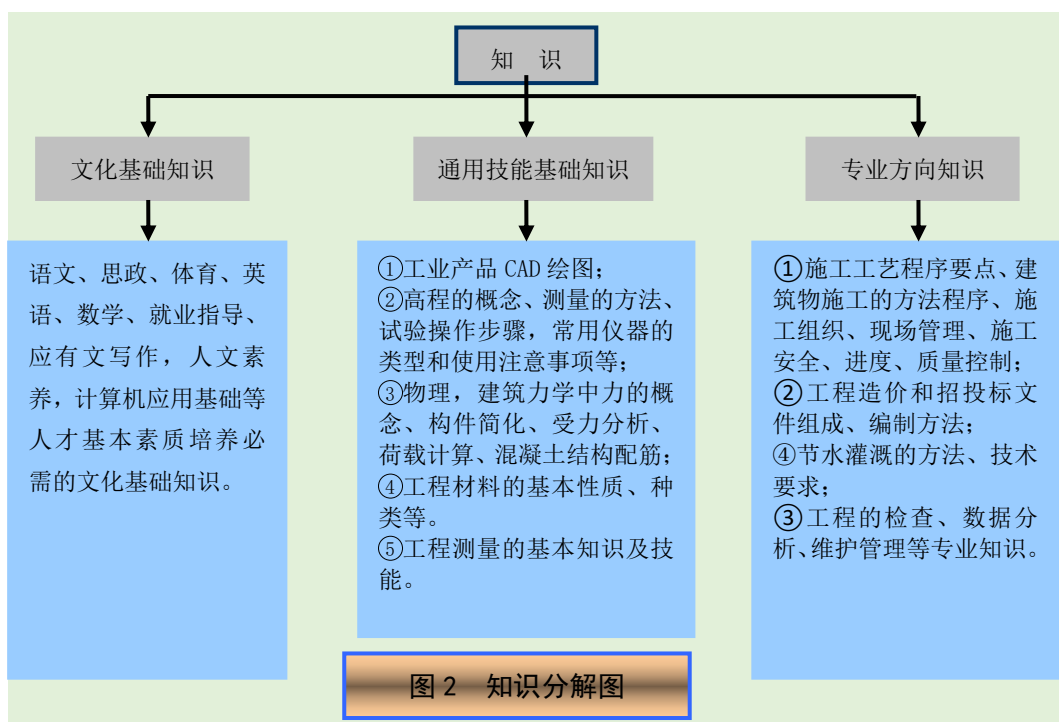 知 识
文化基础知识
通用技能基础知识
专业方向知识
语文、思政、体育、英
语、数学、就业指导、
应有文写作，人文素
养，计算机应用基础等
人才基本素质培养必
需的文化基础知识。
①工业产品 CAD 绘图；
②高程的概念、测量的方法、
试验操作步骤，常用仪器的
类型和使用注意事项等；
③物理，建筑力学中力的概
念、构件简化、受力分析、
荷载计算、混凝土结构配筋；
④工程材料的基本性质、种
类等。
⑤工程测量的基本知识及技
能。
①施工工艺程序要点、建
筑物施工的方法程序、施
工组织、现场管理、施工
安全、进度、质量控制；
②工程造价和招投标文
件组成、编制方法；
④节水灌溉的方法、技术
要求；
③工程的检查、数据分
析、维护管理等专业知识。
图 2 知识分解图